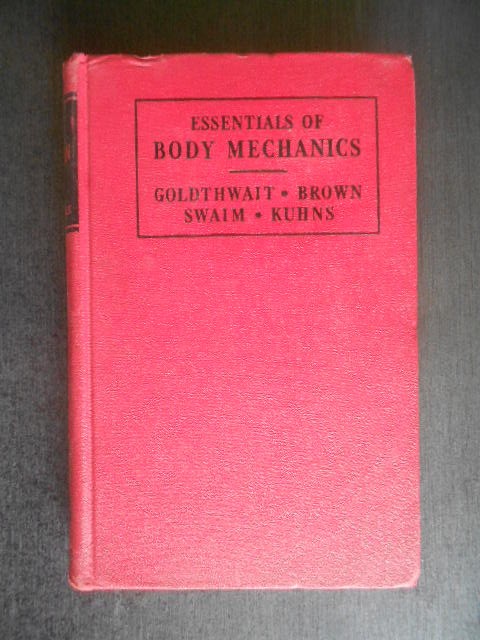 ESSENTIALS OF
BODY MECHANICS
GOLDTHWAIT • BROWN
SWAIM • KUHNS